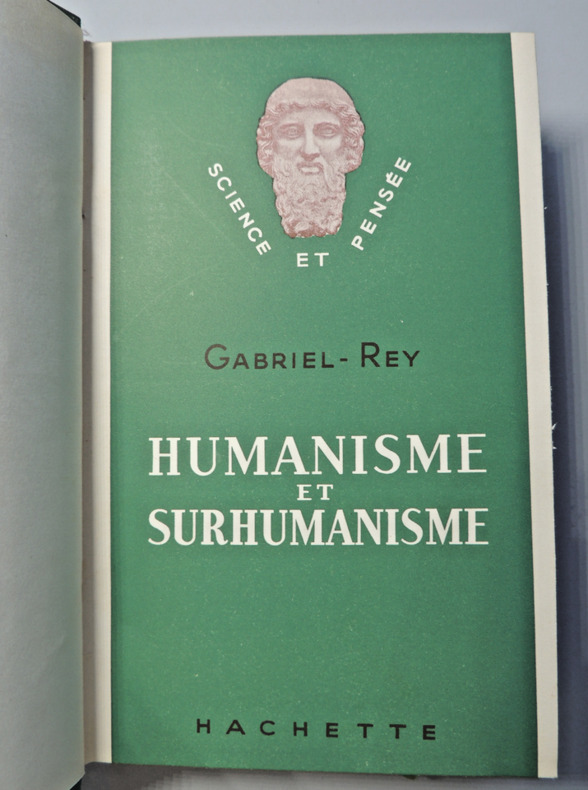 SCIENCE ET PENSÉE
GABRIEL-REY
HUMANISME
ET
SURHUMANISME
HACHETTE